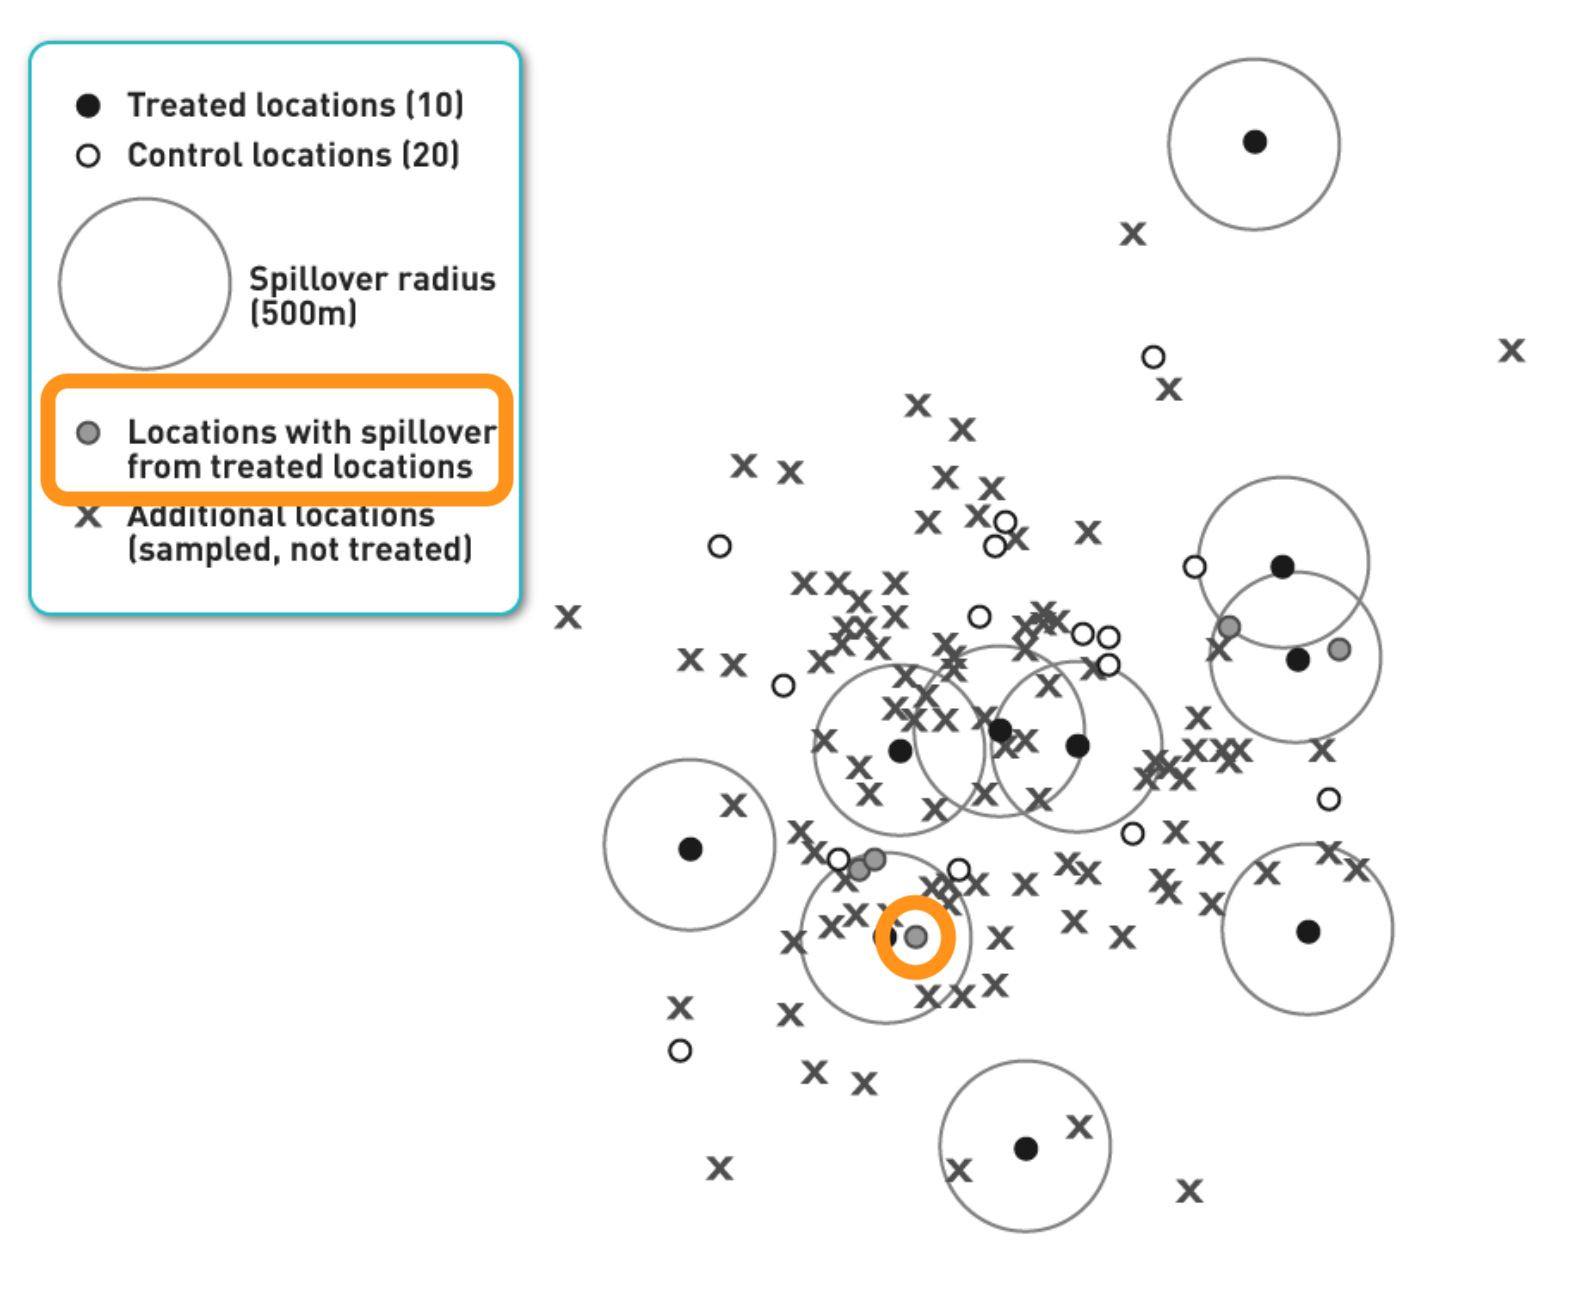 Treated locations (10)
Control locations (20)
Spillover radius
(500m)
Locations with spillover
from treated locations
Additional locations
(sampled, not treated)